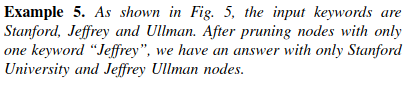 Example 5. As shown in Fig. 5, the input keywords are
Stanford, Jeffrey and Ullman. After pruning nodes with only
one keyword “Jeffrey”, we have an answer with only Stanford
University and Jeffrey Ullman nodes.